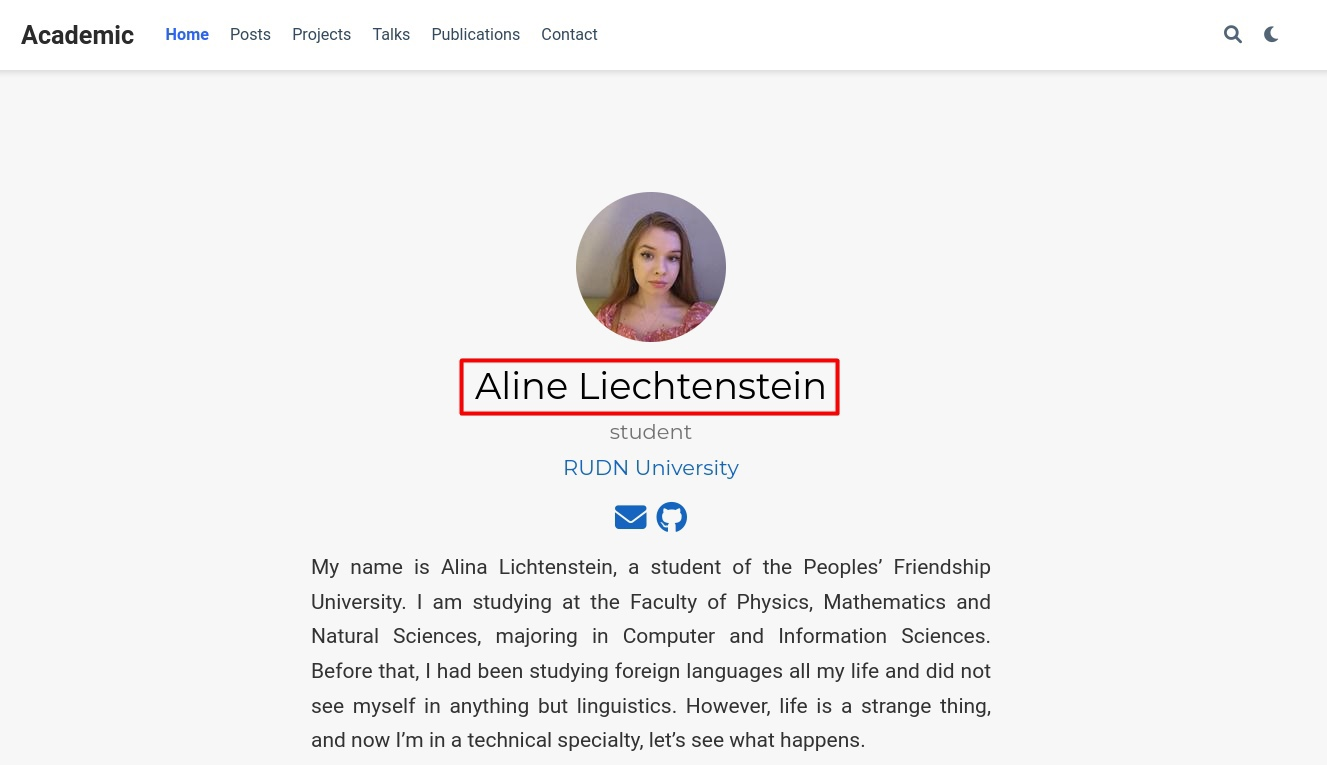 Academic Home Posts Projects Talks Publications Contact
Aline Liechtenstein
student
RUDN University
My name is Alina Lichtenstein, a student of the Peoples’ Friendship
University. I am studying at the Faculty of Physics, Mathematics and
Natural Sciences, majoring in Computer and Information Sciences.
Before that, I had been studying foreign languages all my life and did not
see myself in anything but linguistics. However, life is a strange thing,
and now I’m in a technical specialty, let’s see what happens.